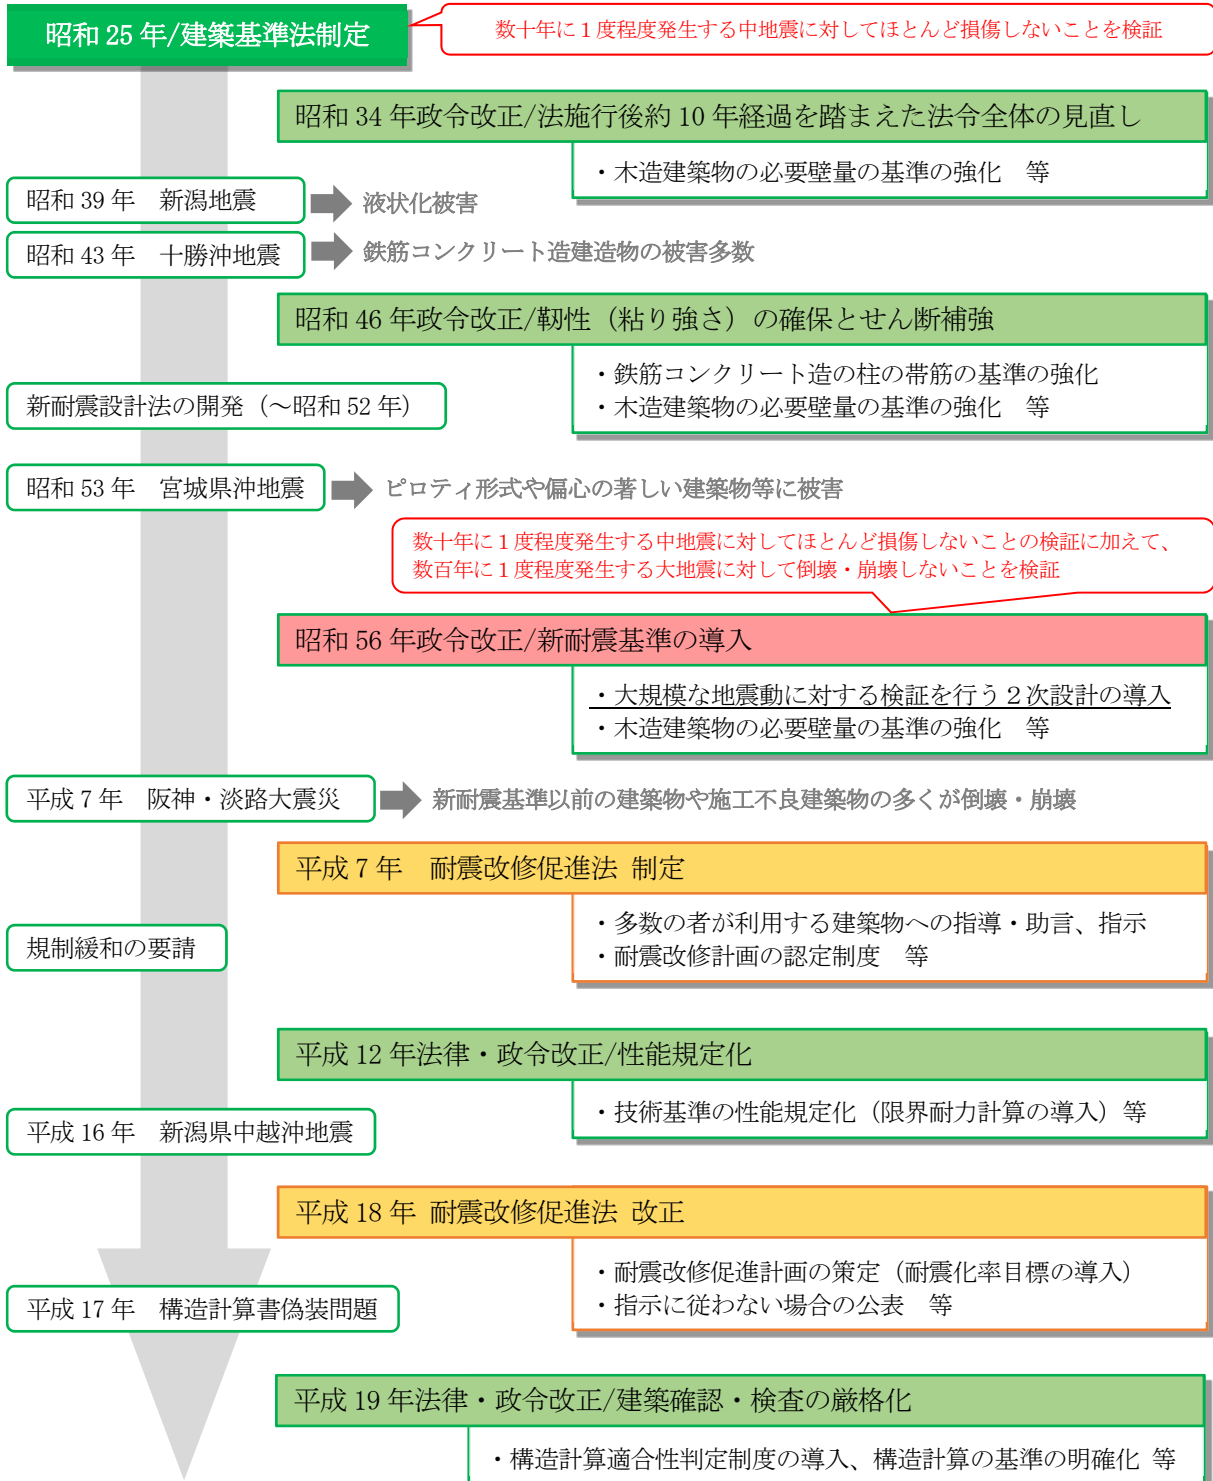 昭和 25 年/建築基準法制定
数十年に１度程度発生する中地震に対してほとんど損傷しないことを検証
昭和 34 年政令改正/法施行後約 10 年経過を踏まえた法令全体の見直し
・木造建築物の必要壁量の基準の強化　等
昭和 39 年　新潟地震
液状化被害
昭和 43 年　十勝沖地震
鉄筋コンクリート造建造物の被害多数
昭和 46 年政令改正/靭性（粘り強さ）の確保とせん断補強
・鉄筋コンクリート造の柱の帯筋の基準の強化
・木造建築物の必要壁量の基準の強化　等
新耐震設計法の開発（～昭和 52 年）
昭和 53 年　宮城県沖地震
ピロティ形式や偏心の著しい建築物等に被害
数十年に１度程度発生する中地震に対してほとんど損傷しないことの検証に加えて、
数百年に１度程度発生する大地震に対して倒壊・崩壊しないことを検証
昭和 56 年政令改正/新耐震基準の導入
・大規模な地震動に対する検証を行う２次設計の導入
・木造建築物の必要壁量の基準の強化　等
平成 7 年　阪神・淡路大震災
新耐震基準以前の建築物や施工不良建築物の多くが倒壊・崩壊
平成 7 年　耐震改修促進法 制定
・多数の者が利用する建築物への指導・助言、指示
・耐震改修計画の認定制度　等
規制緩和の要請
平成 12 年法律・政令改正/性能規定化
・技術基準の性能規定化（限界耐力計算の導入）等
平成 16 年　新潟県中越沖地震
平成 18 年 耐震改修促進法 改正
・耐震改修促進計画の策定（耐震化率目標の導入）
・指示に従わない場合の公表　等
平成 17 年　構造計算書偽装問題
平成 19 年法律・政令改正/建築確認・検査の厳格化
・構造計算適合性判定制度の導入、構造計算の基準の明確化 等